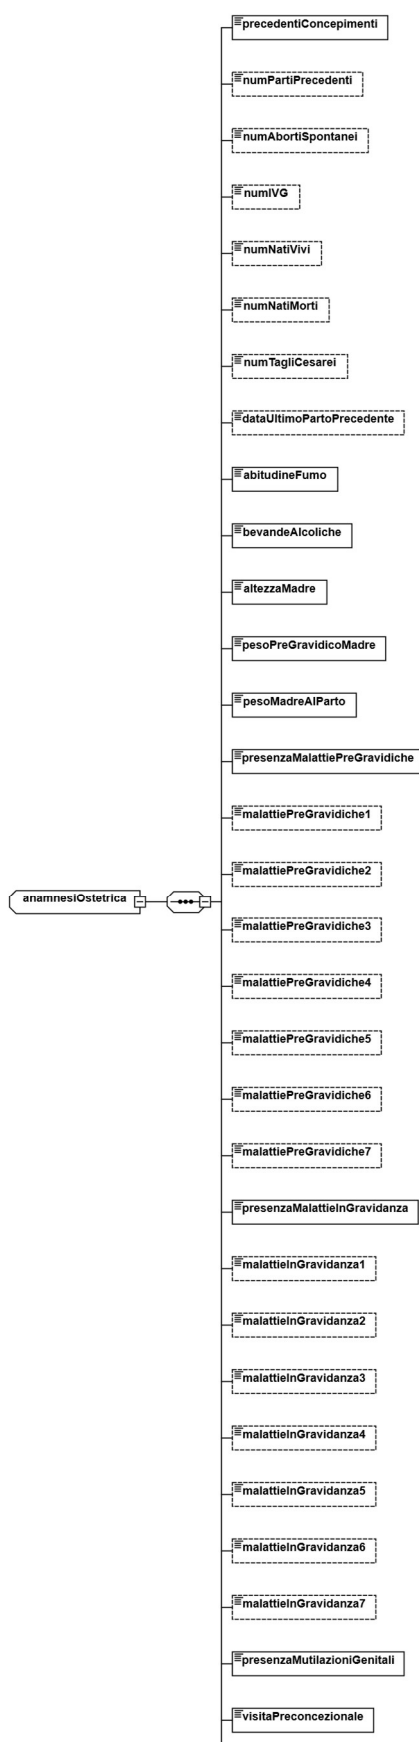 precedentiConcepimenti
numPartiPrecedenti
numAbortiSpontanei
numIVG
numNatiVivi
numNatiMorti
numTagliCesarei
dataUltimoPartoPrecedente
abitudineFumo
bevandeAlcoliche
altezzaMadre
pesoPreGravidicoMadre
pesoMadreAlParto
presenzaMalattiePreGravidiche
malattiePreGravidiche1
malattiePreGravidiche2
anamnesiOstetrica
malattiePreGravidiche3
malattiePreGravidiche4
malattiePreGravidiche5
malattiePreGravidiche6
malattiePreGravidiche7
presenzaMalattieInGravidanza
malattieInGravidanza1
malattieInGravidanza2
malattieInGravidanza3
malattieInGravidanza4
malattieInGravidanza5
malattieInGravidanza6
malattieInGravidanza7
presenzaMutilazioniGenitali
visitaPreconcezionale